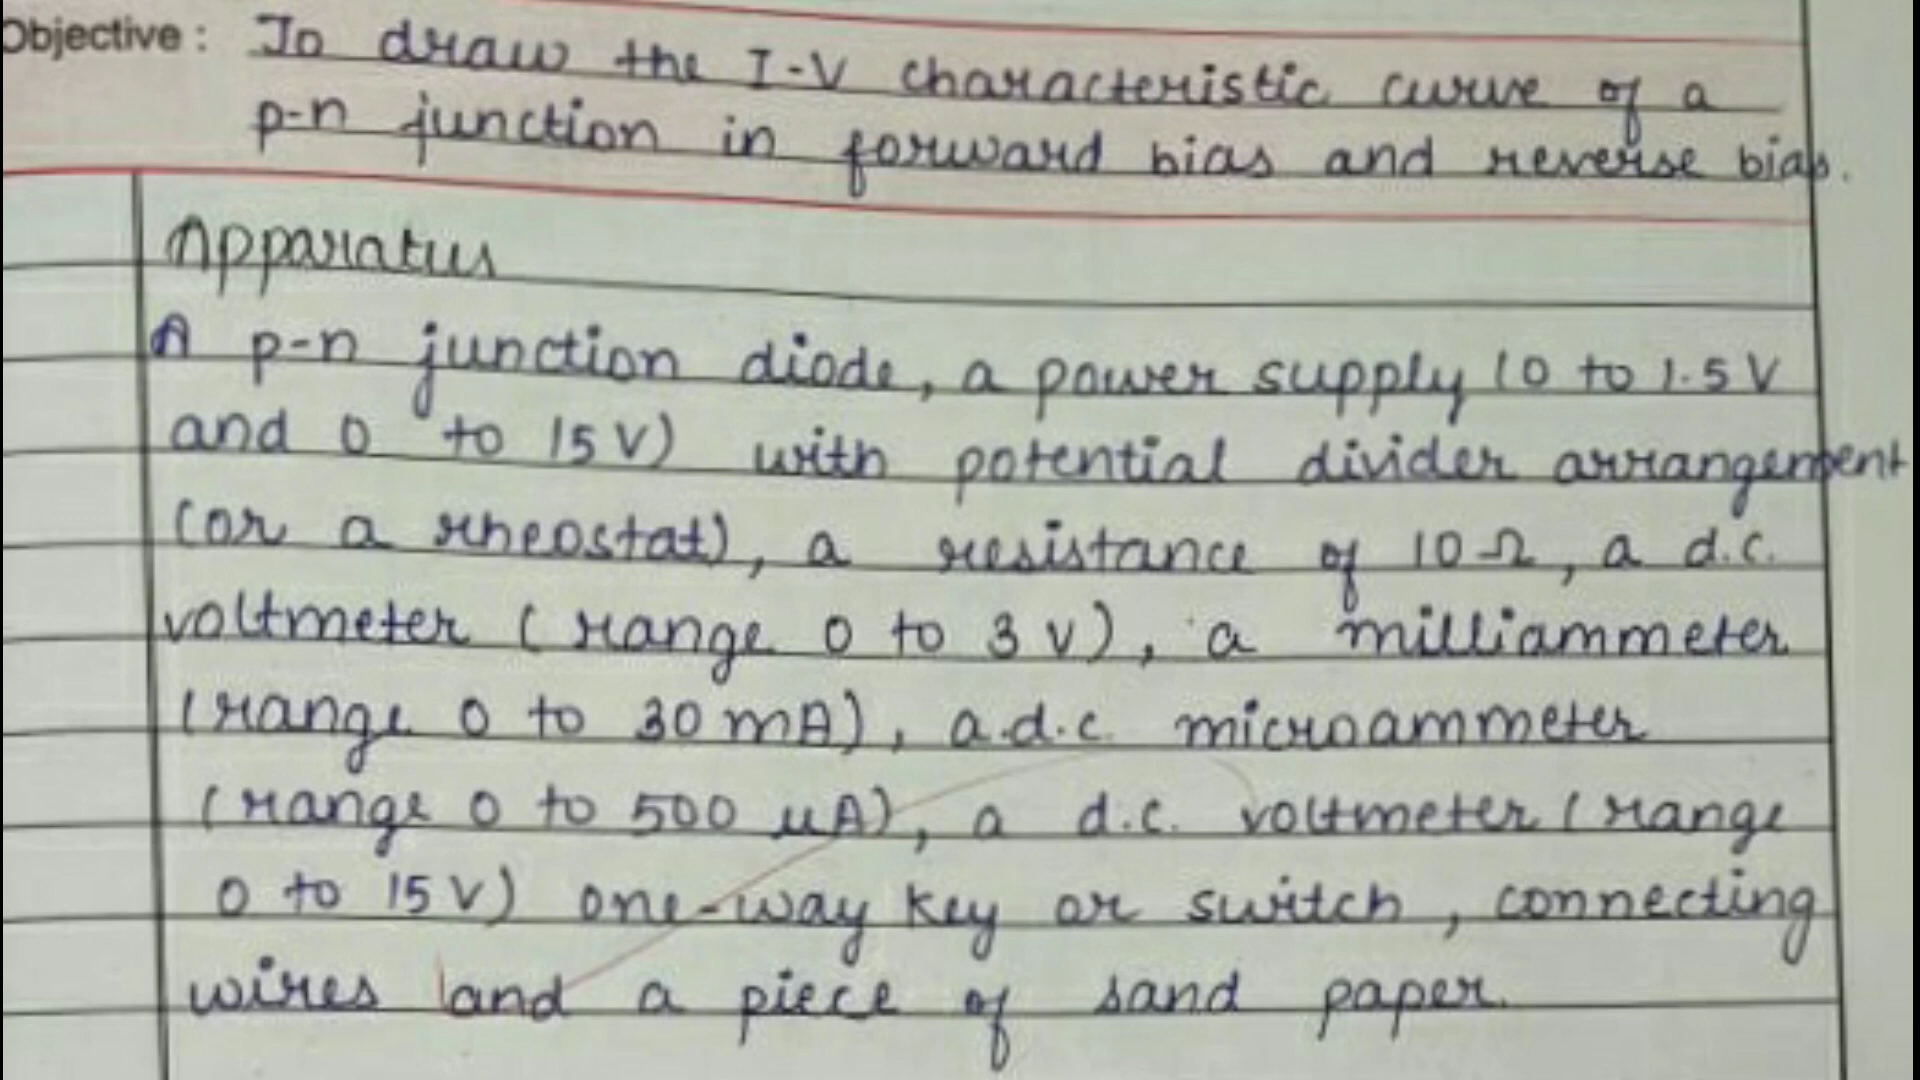 Objective : To draw the I-V characteristic curve of a
p-n junction in forward bias and reverse bias.
Apparatus
A p-n junction diode, a power supply (0 to 1.5 V
and 0 to 15 V) with potential divider arrangement
(or a rheostat), a resistance of 10 Ω, a d.c.
voltmeter (range 0 to 3 V), a milliammeter
(range 0 to 30 mA), a d.c. microammeter
(range 0 to 500 μA), a d.c. voltmeter (range
0 to 15 V) one-way key or switch, connecting
wires and a piece of sand paper.